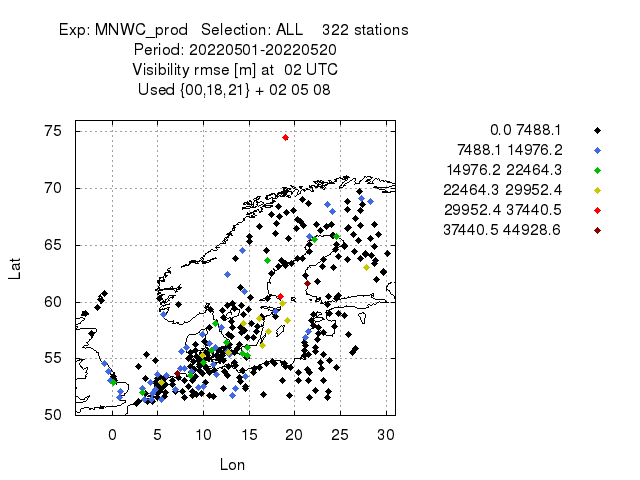 Exp: MNWC_prod   Selection: ALL    322 stations
Period: 20220501-20220520
Visibility rmse [m] at  02 UTC
Used {00,18,21} + 02 05 08
0.0 7488.1
7488.1 14976.2
14976.2 22464.3
22464.3 29952.4
29952.4 37440.5
37440.5 44928.6
75
70
65
60
55
50
Lat
0 5 10 15 20 25 30
Lon